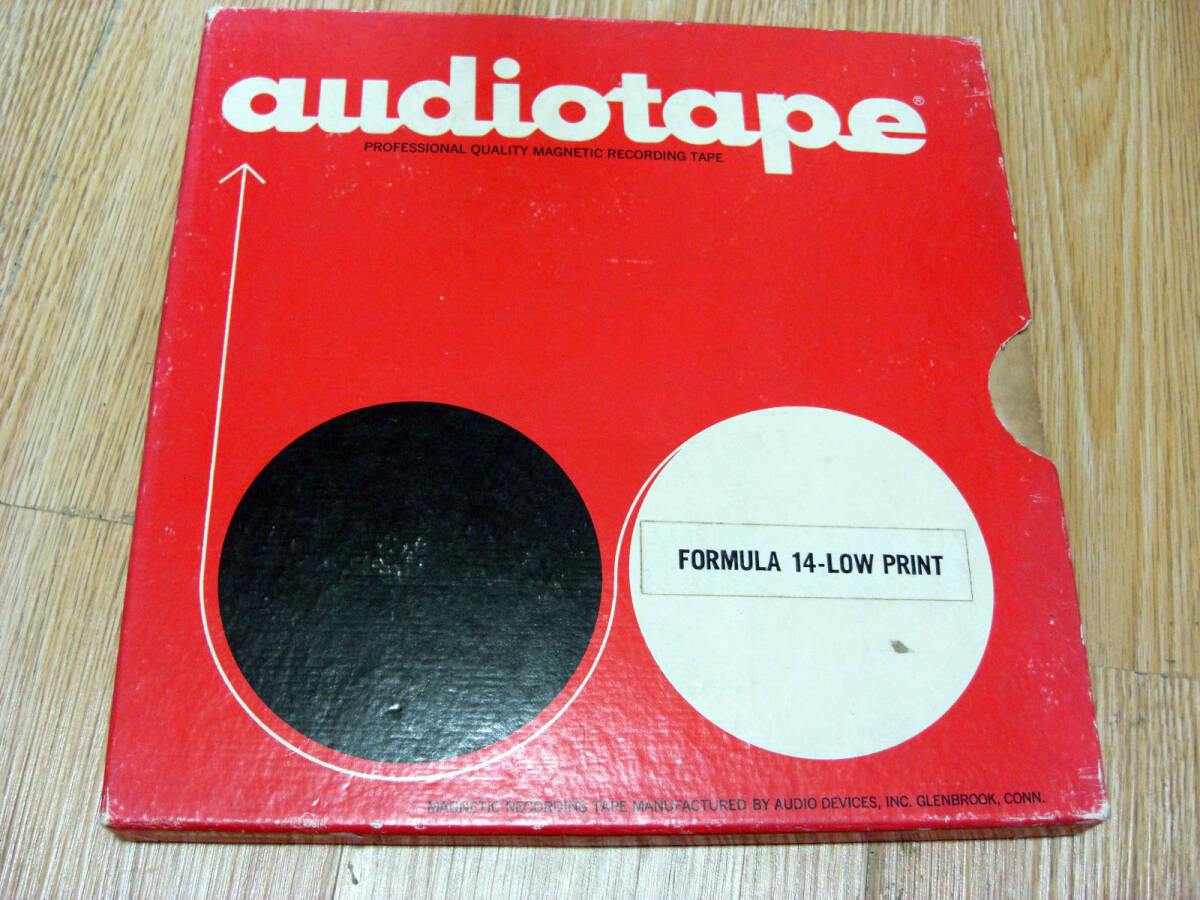 audiotape®
PROFESSIONAL QUALITY MAGNETIC RECORDING TAPE
FORMULA 14-LOW PRINT
MAGNETIC RECORDING TAPE MANUFACTURED BY AUDIO DEVICES, INC. GLENBROOK, CONN.